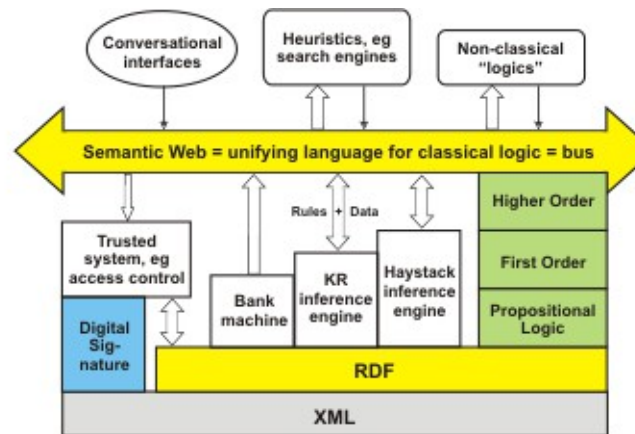 Conversational
interfaces
Heuristics, eg
search engines
Non-classical
“logics”
Semantic Web = unifying language for classical logic = bus
Rules + Data
Higher Order
Trusted
system, eg
access control
First Order
Bank
machine
KR
inference
engine
Haystack
inference
engine
Digital
Sig-
nature
Propositional
Logic
RDF
XML